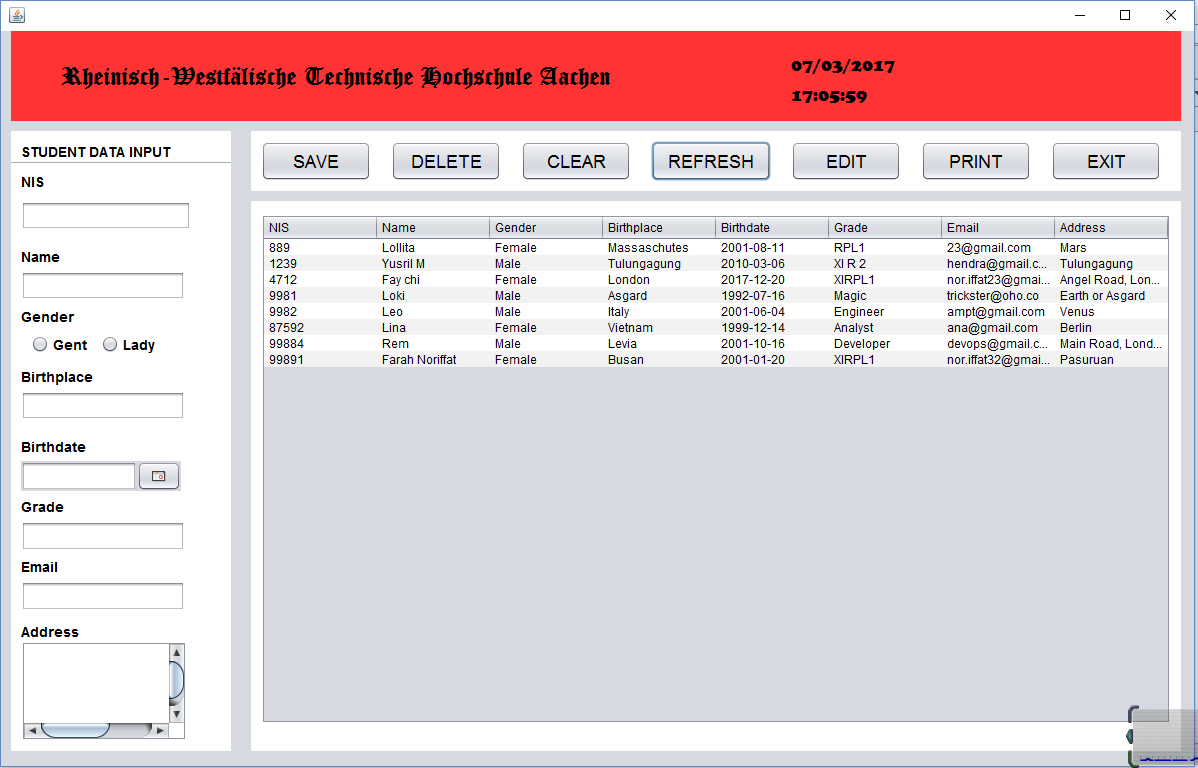 Rheinisch-Westfälische Technische Hochschule Aachen
07/03/2017
17:05:59
STUDENT DATA INPUT
NIS
Name
Gender
Gent Lady
Birthplace
Birthdate
Grade
Email
Address
SAVE DELETE CLEAR REFRESH EDIT PRINT EXIT
NIS Name Gender Birthplace Birthdate Grade Email Address
889 Lollita Female Massaschutes 2001-08-11 RPL1 23@gmail.com Mars
1239 Yusril M Male Tulungagung 2010-03-06 XI R 2 hendra@gmail.c... Tulungagung
4712 Fay chi Female London 2017-12-20 XIRPL1 nor.iffat23@gmai... Angel Road, Lon...
9981 Loki Male Asgard 1992-07-16 Magic trickster@oho.co Earth or Asgard
9982 Leo Male Italy 2001-06-04 Engineer ampt@gmail.com Venus
87592 Lina Female Vietnam 1999-12-14 Analyst ana@gmail.com Berlin
99884 Rem Male Levia 2001-10-16 Developer devops@gmail.com Main Road, Lond...
99891 Farah Noriffat Female Busan 2001-01-20 XIRPL1 nor.iffat32@gmai... Pasuruan